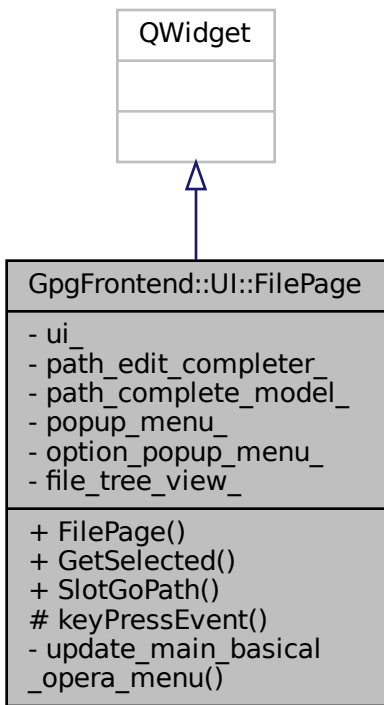 QWidget
GpgFrontend::UI::FilePage
- ui_
- path_edit_completer_
- path_complete_model_
- popup_menu_
- option_popup_menu_
- file_tree_view_
+ FilePage()
+ GetSelected()
+ SlotGoPath()
# keyPressEvent()
- update_main_basical
_opera_menu()